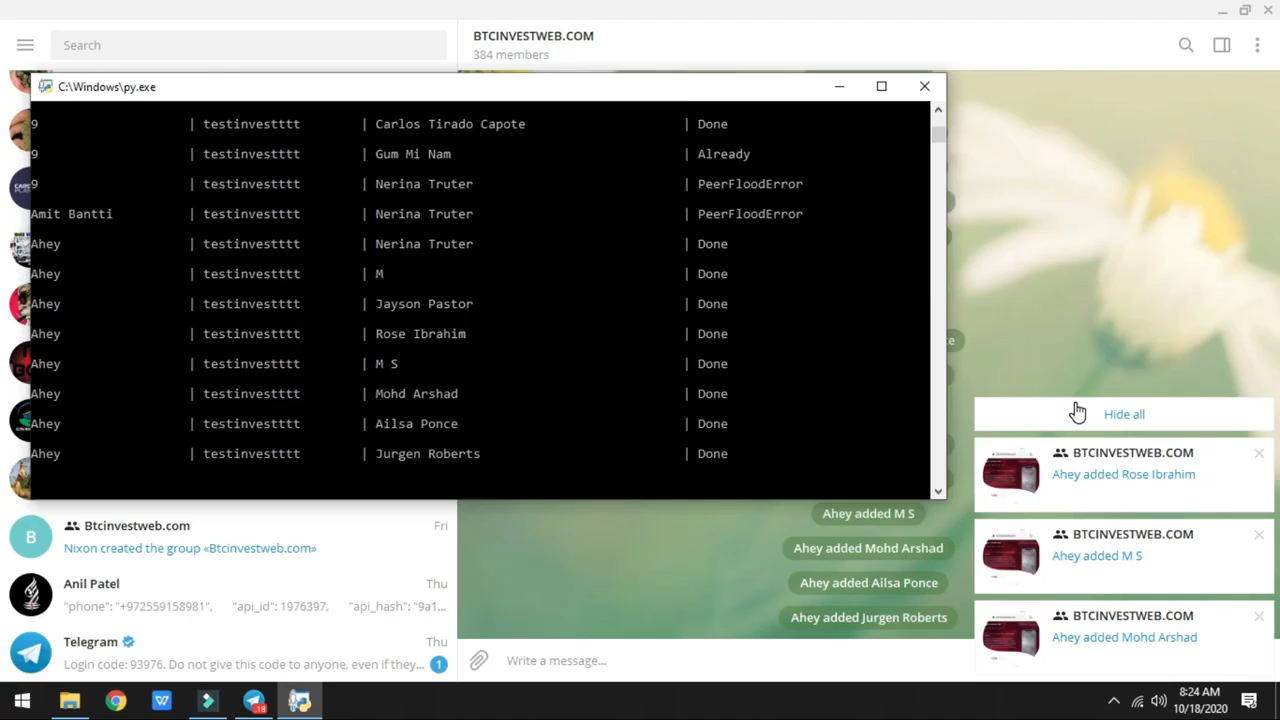 Search
BTCINVESTWEB.COM
384 members
C:\Windows\py.exe
9 | testinvestttt | Carlos Tirado Capote | Done
9 | testinvestttt | Gum Mi Nam | Already
9 | testinvestttt | Nerina Truter | PeerFloodError
Amit Bantti | testinvestttt | Nerina Truter | PeerFloodError
Ahey | testinvestttt | Nerina Truter | Done
Ahey | testinvestttt | M | Done
Ahey | testinvestttt | Jayson Pastor | Done
Ahey | testinvestttt | Rose Ibrahim | Done
Ahey | testinvestttt | M S | Done
Ahey | testinvestttt | Mohd Arshad | Done
Ahey | testinvestttt | Ailsa Ponce | Done
Ahey | testinvestttt | Jurgen Roberts | Done
B
Btcinvestweb.com Fri
Nixon created the group «Btcinvestweb.com»
Anil Patel Thu
"phone": "+972559158981", "api_id": 1976397, "api_hash": "9a1...
Telegram Thu
Login code: 93976. Do not give this code to anyone, even if they... 1
Ahey added M S
Ahey added Mohd Arshad
Ahey added Ailsa Ponce
Ahey added Jurgen Roberts
Write a message...
Hide all
BTCINVESTWEB.COM
Ahey added Rose Ibrahim
BTCINVESTWEB.COM
Ahey added M S
BTCINVESTWEB.COM
Ahey added Mohd Arshad
18
8:24 AM
10/18/2020